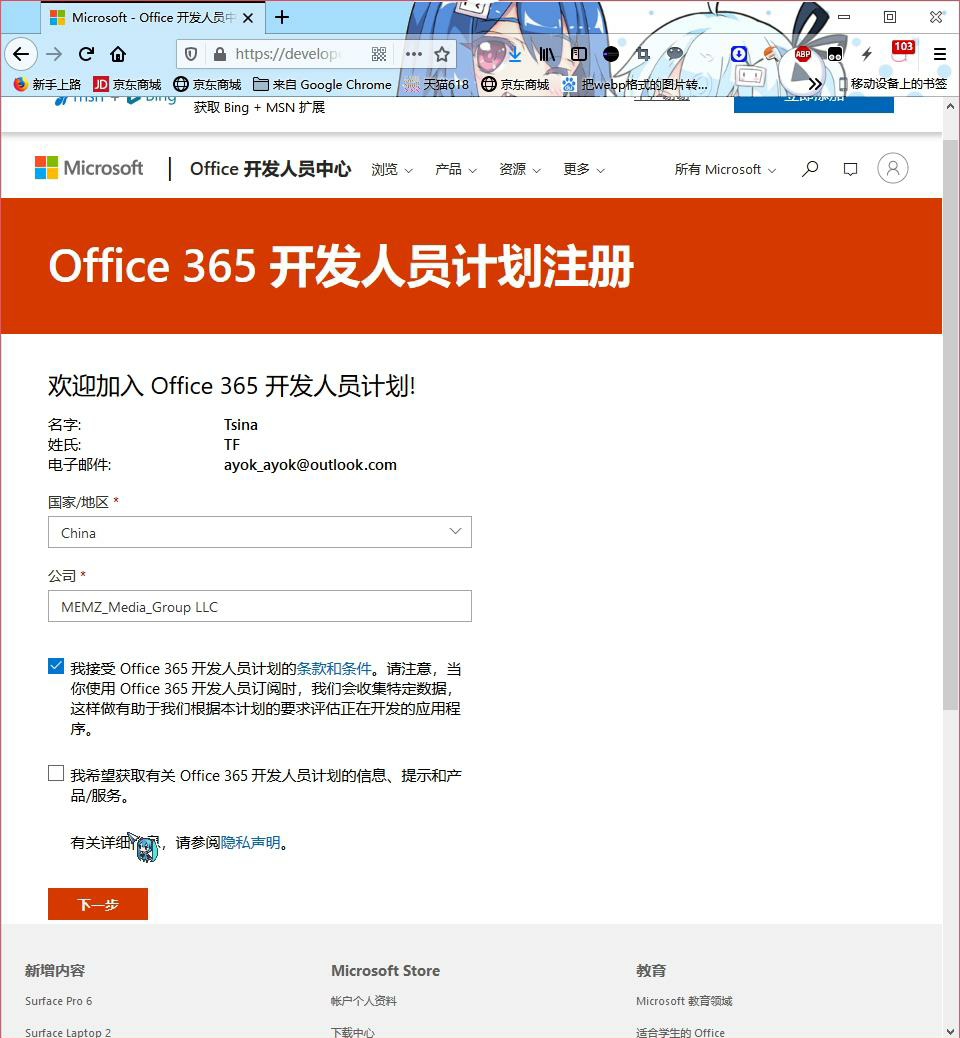 Microsoft - Office 开发人员中
https://develop
103
ABP
新手上路
JD 京东商城
京东商城
来自 Google Chrome
天猫618
京东商城
把webp格式的图片转...
移动设备上的书签
msn + Bing
获取 Bing + MSN 扩展
立即添加
Microsoft
Office 开发人员中心
浏览
产品
资源
更多
所有 Microsoft
Office 365 开发人员计划注册
欢迎加入 Office 365 开发人员计划!
名字: Tsina
姓氏: TF
电子邮件: ayok_ayok@outlook.com
国家/地区 *
China
公司 *
MEMZ_Media_Group LLC
我接受 Office 365 开发人员计划的条款和条件。请注意，当
你使用 Office 365 开发人员订阅时，我们会收集特定数据，
这样做有助于我们根据本计划的要求评估正在开发的应用程
序。
我希望获取有关 Office 365 开发人员计划的信息、提示和产
品/服务。
有关详细信息，请参阅隐私声明。
下一步
新增内容
Microsoft Store
教育
Surface Pro 6
帐户个人资料
Microsoft 教育领域
Surface Laptop 2
下载中心
适合学生的 Office